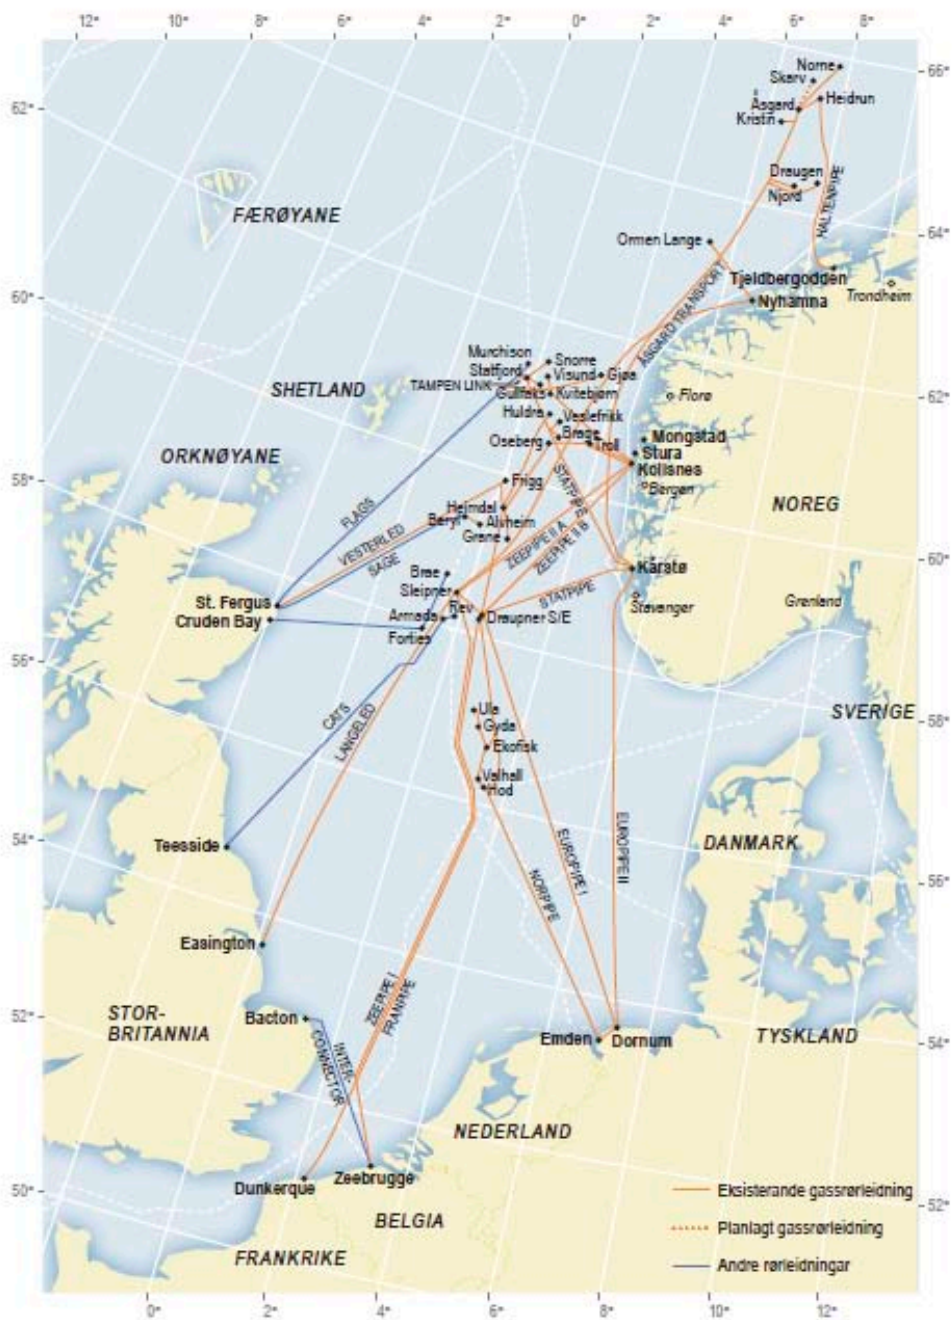 12° 10° 8° 6° 4° 2° 0° 2° 4° 6° 8°
66°
Norne
Skarv
Heidrun
Åsgard
Kristin
62°
Draugen
Njord
HALTENPIPE
FÆRØYANE
64°
Ormen Lange
Tjeldbergodden
Trondheim
Nyhamna
60°
ÅSGARD TRANSPORT
Murchison
Snorre
Statfjord
Visund
Gjøa
TAMPEN LINK
Gullfaks
Kvitebjørn
SHETLAND
Florø
62°
Huldra
Veslefrikk
Brage
Oseberg
Troll
Mongstad
Stura
Kollsnes
Bergen
ORKNØYANE
58°
Frigg
STATPIPE
NOREG
FLAGS
Heimdal
Beryl
Alvheim
Grane
VESTERLED
SAGE
ZEEPIPE II A
ZEEPIPE II B
60°
Brae
Kårstø
Sleipner
STATPIPE
Stavanger
Grenland
St. Fergus
Cruden Bay
Armada
Rev
Draupner S/E
Forties
56°
CATS
LANGELED
Ula
Gyda
Ekofisk
SVERIGE
58°
Valhall
Hod
54°
Teesside
DANMARK
EUROPIPE I
EUROPIPE II
NORPIPE
56°
Easington
ZEEPIPE I
FRANPIPE
52°
STOR-
BRITANNIA
Bacton
INTER-
CONNECTOR
Emden
Dornum
TYSKLAND
54°
NEDERLAND
50°
Dunkerque
Zeebrugge
BELGIA
FRANKRIKE
52°
Eksisterande gassrørleidning
Planlagt gassrørleidning
Andre rørleidningar
0° 2° 4° 6° 8° 10° 12°